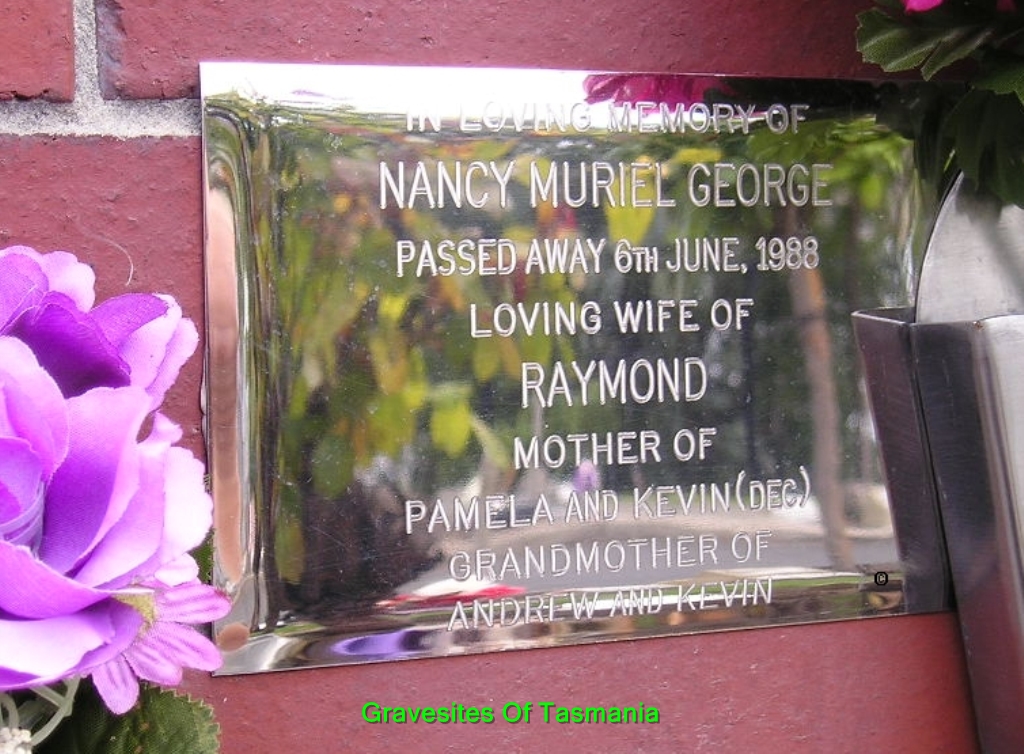 IN LOVING MEMORY OF
NANCY MURIEL GEORGE
PASSED AWAY 6TH JUNE, 1988
LOVING WIFE OF
RAYMOND
MOTHER OF
PAMELA AND KEVIN (DEC)
GRANDMOTHER OF
ANDREW AND KEVIN
©
Gravesites Of Tasmania